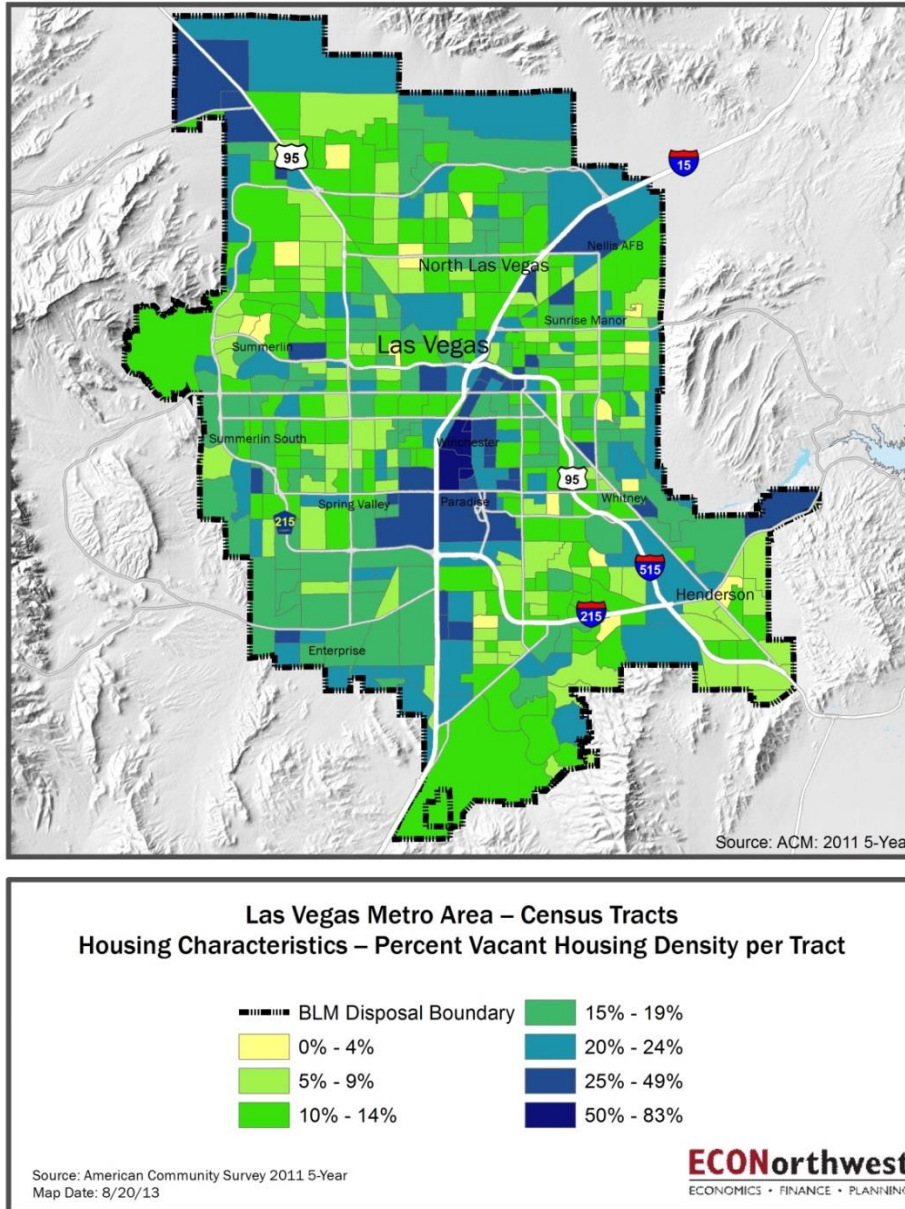 95
15
Nellis AFB
North Las Vegas
Sunrise Manor
Las Vegas
Summerlin
Summerlin South
Winchester
95
Spring Valley
Paradise
Whitney
215
515
Henderson
215
Enterprise
Source: ACM: 2011 5-Year
Las Vegas Metro Area – Census Tracts
Housing Characteristics – Percent Vacant Housing Density per Tract
BLM Disposal Boundary
0% - 4%
5% - 9%
10% - 14%
15% - 19%
20% - 24%
25% - 49%
50% - 83%
Source: American Community Survey 2011 5-Year
Map Date: 8/20/13
ECONorthwest
ECONOMICS • FINANCE • PLANNING